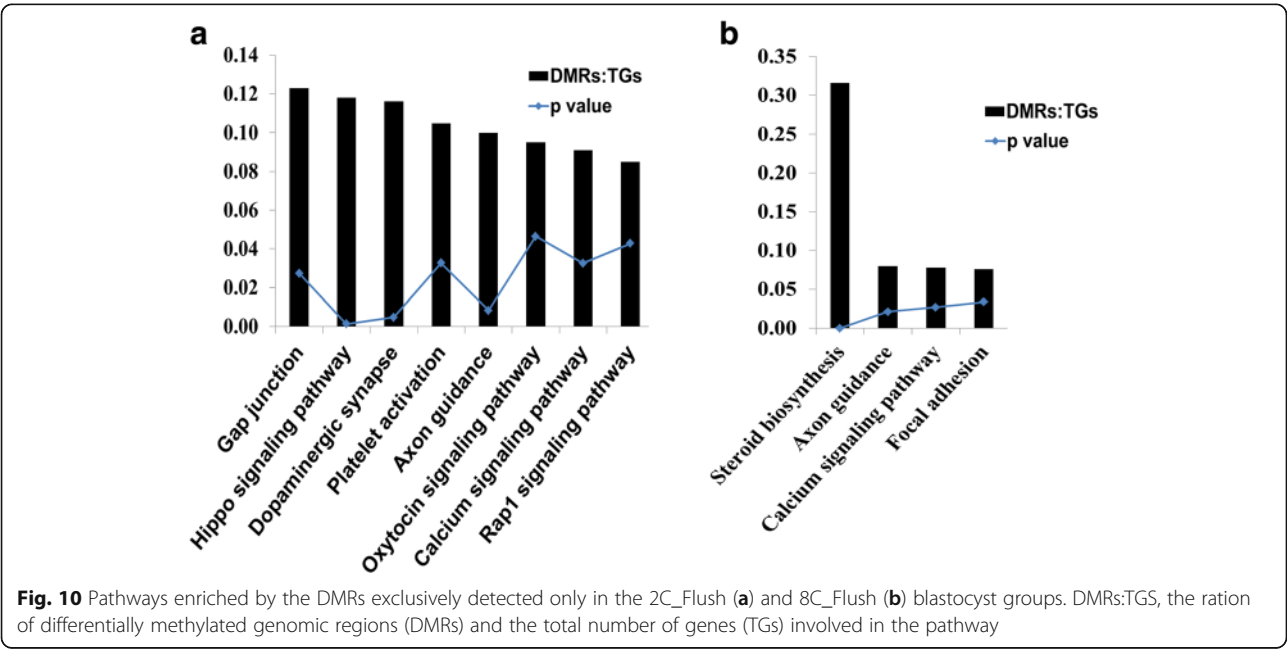 a
0.14
0.12
0.10
0.08
0.06
0.04
0.02
0.00
DMRs:TGs
p value
Gap junction
Hippo signaling pathway
Dopaminergic synapse
Platelet activation
Axon guidance
Oxytocin signaling pathway
Calcium signaling pathway
Rap1 signaling pathway
b
0.35
0.30
0.25
0.20
0.15
0.10
0.05
0.00
DMRs:TGs
p value
Steroid biosynthesis
Axon guidance
Calcium signaling pathway
Focal adhesion
Fig. 10 Pathways enriched by the DMRs exclusively detected only in the 2C_Flush (a) and 8C_Flush (b) blastocyst groups. DMRs:TGS, the ration
of differentially methylated genomic regions (DMRs) and the total number of genes (TGs) involved in the pathway